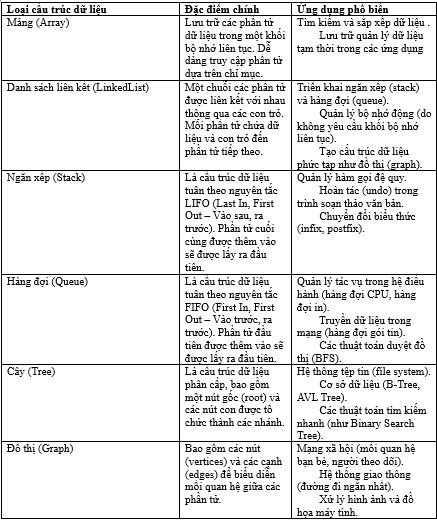 Loại cấu trúc dữ liệu	Đặc điểm chính	Ứng dụng phổ biến
Mảng (Array)
Lưu trữ các phần tử
dữ liệu trong một khối
bộ nhớ liên tục. Dễ
dàng truy cập phần tử
dựa trên chỉ mục.
Tìm kiếm và sắp xếp dữ liệu .
Lưu trữ quản lý dữ liệu
tạm thời trong các ứng dụng
Danh sách liên kết (LinkedList)
Một chuỗi các phần tử
được liên kết với nhau
thông qua các con trỏ.
Mỗi phần tử chứa dữ
liệu và con trỏ đến
phần tử tiếp theo.
Triển khai ngăn xếp (stack)
và hàng đợi (queue).
Quản lý bộ nhớ động (do
không yêu cầu khối bộ nhớ
liên tục).
Tạo cấu trúc dữ liệu
phức tạp như đồ thị (graph).
Ngăn xếp (Stack)
Là cấu trúc dữ liệu
tuân theo nguyên tắc
LIFO (Last In, First
Out – Vào sau, ra
trước). Phần tử cuối
cùng được thêm vào
sẽ được lấy ra đầu
tiên.
Quản lý hàm gọi đệ quy.
Hoàn tác (undo) trong
trình soạn thảo văn bản.
Chuyển đổi biểu thức
(infix, postfix).
Hàng đợi (Queue)
Là cấu trúc dữ liệu
tuân theo nguyên tắc
FIFO (First In, First
Out – Vào trước, ra
trước). Phần tử đầu
tiên được thêm vào sẽ
được lấy ra đầu tiên.
Quản lý tác vụ trong hệ điều
hành (hàng đợi CPU, hàng
đợi in).
Truyền dữ liệu trong
mạng (hàng đợi gói tin).
Các thuật toán duyệt đồ
thị (BFS).
Cây (Tree)
Là cấu trúc dữ liệu
phân cấp, bao gồm
một nút gốc (root) và
các nút con được tổ
chức thành các nhánh.
Hệ thống tệp tin (file system).
Cơ sở dữ liệu (B-Tree,
AVL Tree).
Các thuật toán tìm kiếm
nhanh (như Binary Search
Tree).
Đồ thị (Graph)
Bao gồm các nút
(vertices) và các cạnh
(edges) để biểu diễn
mối quan hệ giữa các
phần tử.
Mạng xã hội (mối quan hệ
bạn bè, người theo dõi).
Hệ thống giao thông
(đường đi ngắn nhất).
Xử lý hình ảnh và đồ
họa máy tính.